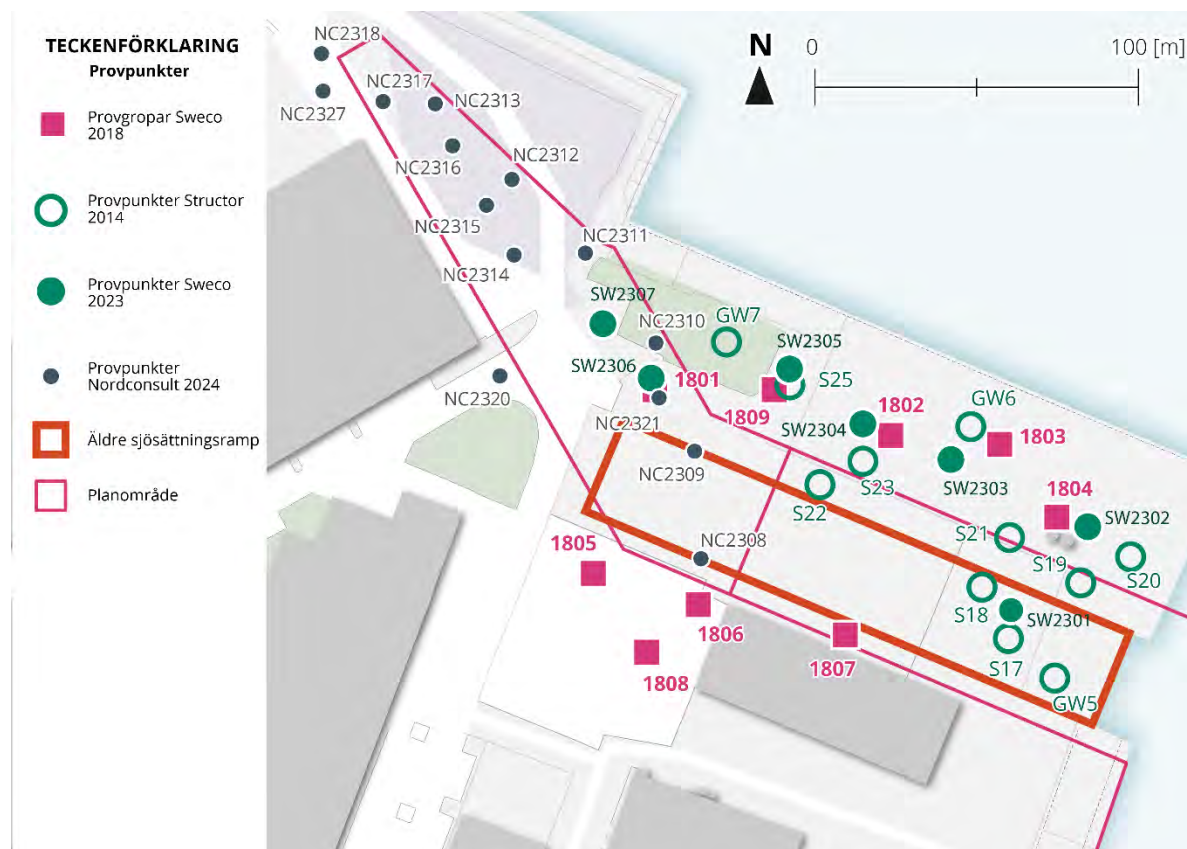 TECKENFÖRKLARING
Provpunkter
Provgropar Sweco
2018
Provpunkter Structor
2014
Provpunkter Sweco
2023
Provpunkter
Nordconsult 2024
Äldre sjösättningsramp
Planområde
N
0
100 [m]
NC2318
NC2317
NC2313
NC2327
NC2316
NC2312
NC2315
NC2311
NC2314
SW2307
GW7
NC2310
SW2305
SW2306
1801
S25
NC2320
1809
1802
GW6
NC2321
SW2304
1803
NC2309
S23
SW2303
S22
1804
SW2302
NC2308
S21
1805
S19
S20
S18
SW2301
1806
1807
S17
1808
GW5